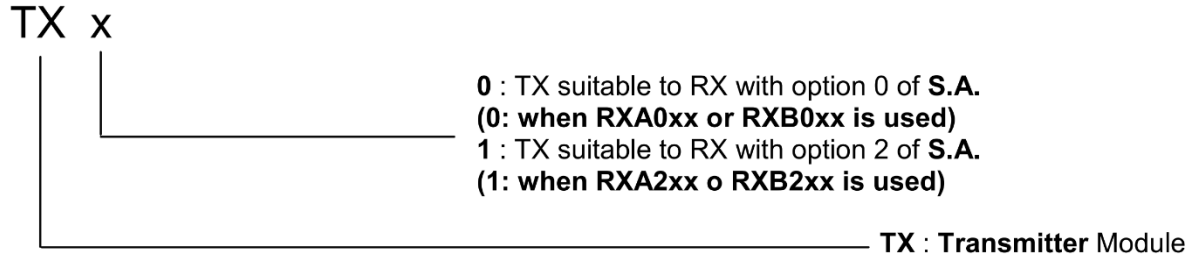 TX x
0 : TX suitable to RX with option 0 of S.A.
(0: when RXA0xx or RXB0xx is used)
1 : TX suitable to RX with option 2 of S.A.
(1: when RXA2xx o RXB2xx is used)
TX : Transmitter Module